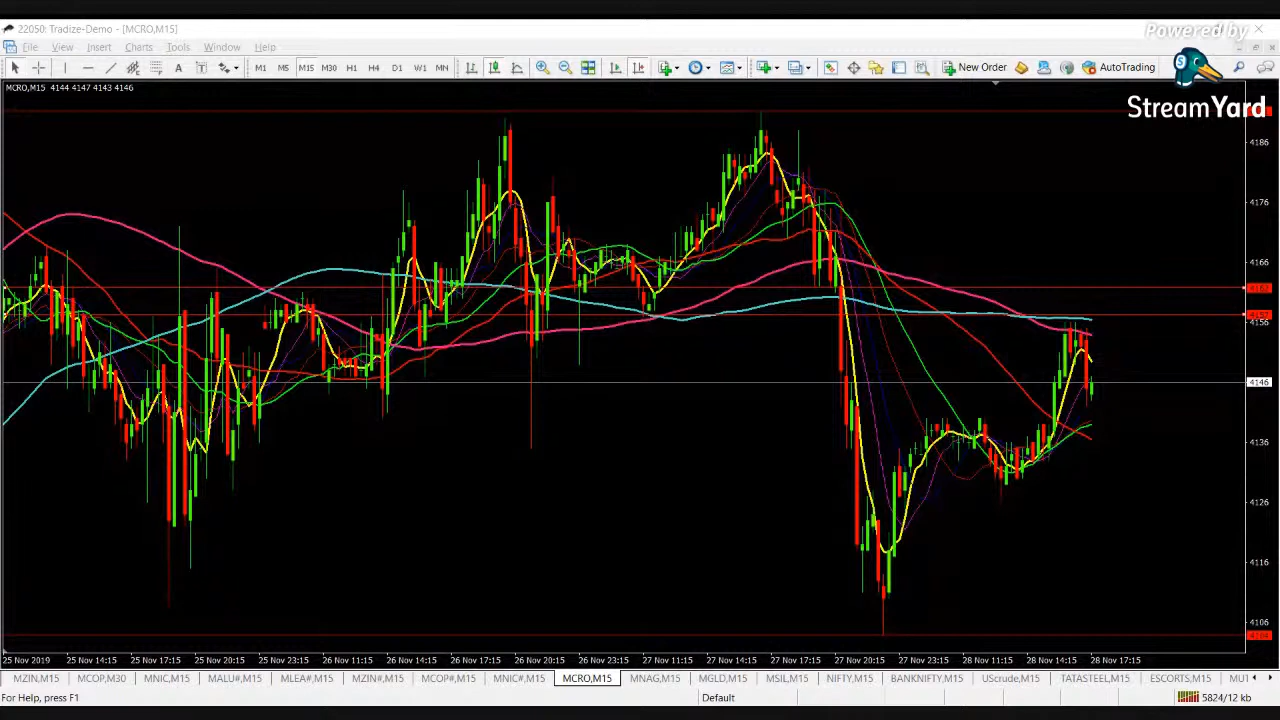 22050: Tradize-Demo - [MCRO,M15]
Powered by
File View Insert Charts Tools Window Help
A T M1 M5 M15 M30 H1 H4 D1 W1 MN New Order AutoTrading
StreamYard
MCRO,M15 4144 4147 4143 4146
4186
4176
4166
4162
4157
4156
4146
4136
4126
4116
4106
4104
25 Nov 2019 25 Nov 14:15 25 Nov 17:15 25 Nov 20:15 25 Nov 23:15 26 Nov 11:15 26 Nov 14:15 26 Nov 17:15 26 Nov 20:15 26 Nov 23:15 27 Nov 11:15 27 Nov 14:15 27 Nov 17:15 27 Nov 20:15 27 Nov 23:15 28 Nov 11:15 28 Nov 14:15 28 Nov 17:15
MZIN,M15 MCOP,M30 MNIC,M15 MALU#,M15 MLEA#,M15 MZIN#,M15 MCOP#,M15 MNIC#,M15 MCRO,M15 MNAG,M15 MGLD,M15 MSIL,M15 NIFTY,M15 BANKNIFTY,M15 UScrude,M15 TATASTEEL,M15 ESCORTS,M15
For Help, press F1 Default 5824/12 kb